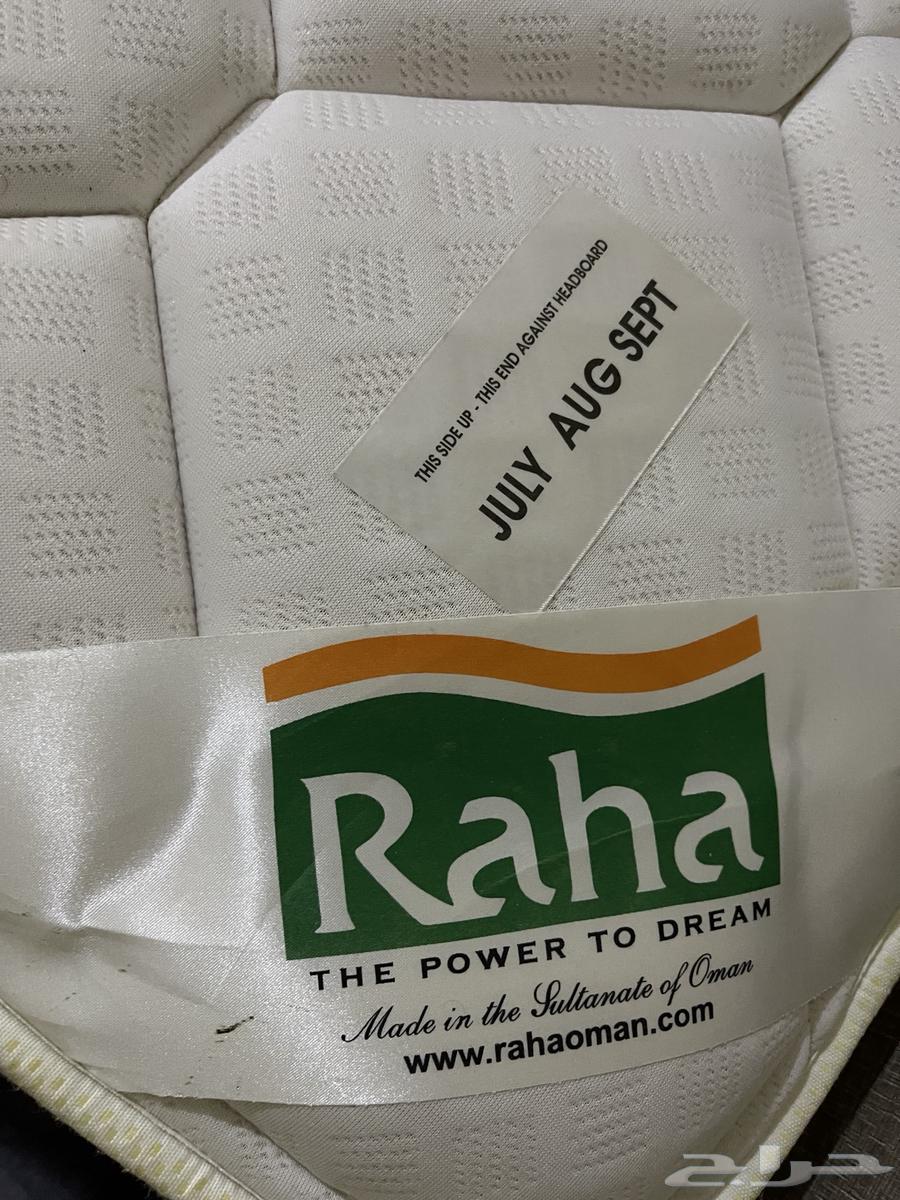 THIS SIDE UP - THIS END AGAINST HEADBOARD
JULY AUG SEPT
Raha
THE POWER TO DREAM
Made in the Sultanate of Oman
www.rahaoman.com
حراج